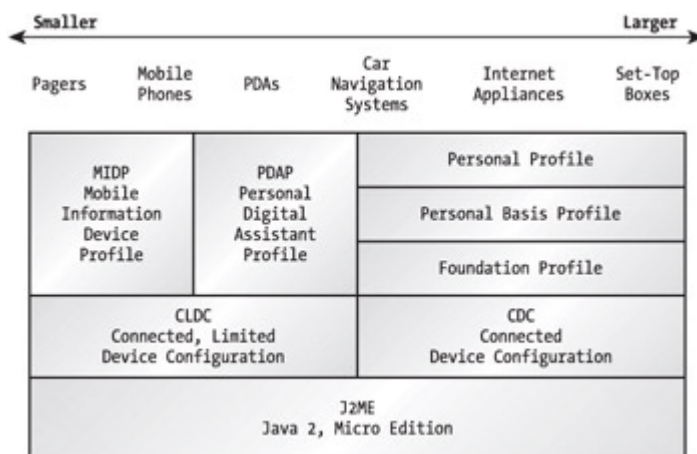 Smaller
Larger
Pagers
Mobile
Phones
PDAs
Car
Navigation
Systems
Internet
Appliances
Set-Top
Boxes
MIDP
Mobile
Information
Device
Profile
PDAP
Personal
Digital
Assistant
Profile
Personal Profile
Personal Basis Profile
Foundation Profile
CLDC
Connected, Limited
Device Configuration
CDC
Connected
Device Configuration
J2ME
Java 2, Micro Edition